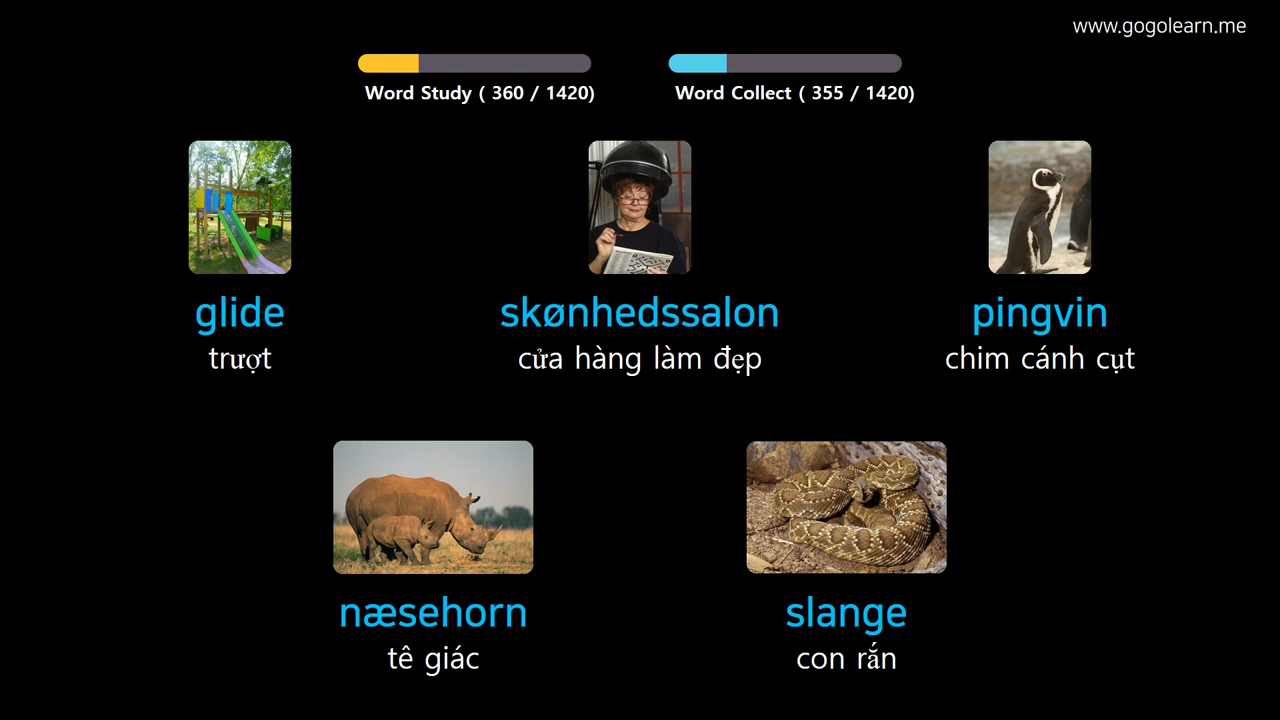 www.gogolearn.me
Word Study ( 360 / 1420)
Word Collect ( 355 / 1420)
glide
trượt
skønhedssalon
cửa hàng làm đẹp
pingvin
chim cánh cụt
næsehorn
tê giác
slange
con rắn